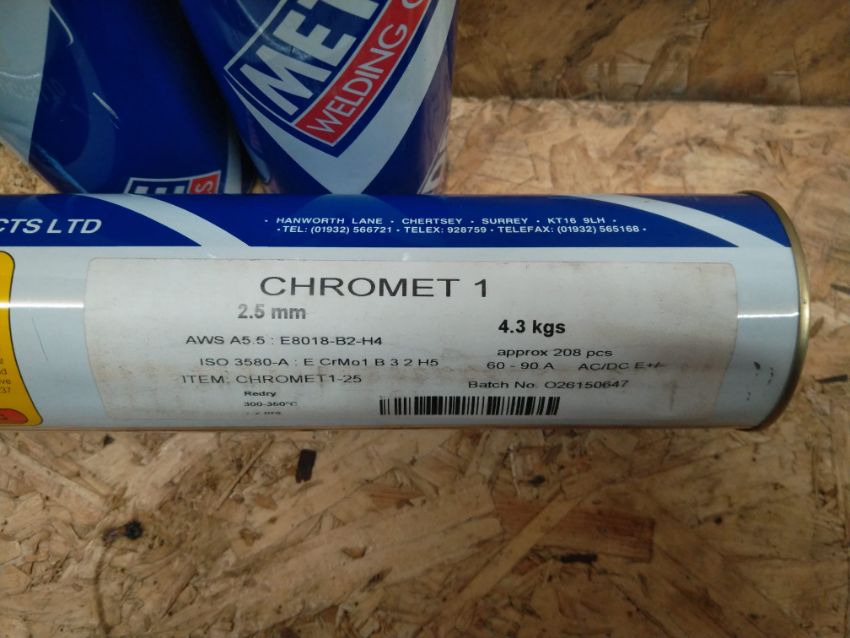 MET
WELDING
CTS LTD
· HANWORTH LANE · CHERTSEY · SURREY · KT16 9LH ·
· TEL: (01932) 566721 · TELEX: 928759 · TELEFAX: (01932) 565168 ·
CHROMET 1
2.5 mm
4.3 kgs
AWS A5.5 : E8018-B2-H4
approx 208 pcs
ISO 3580-A : E CrMo1 B 3 2 H5
60 - 90 A AC/DC E+/-
ITEM: CHROMET1-25
Batch No: O26150647
Redry
300-350°C